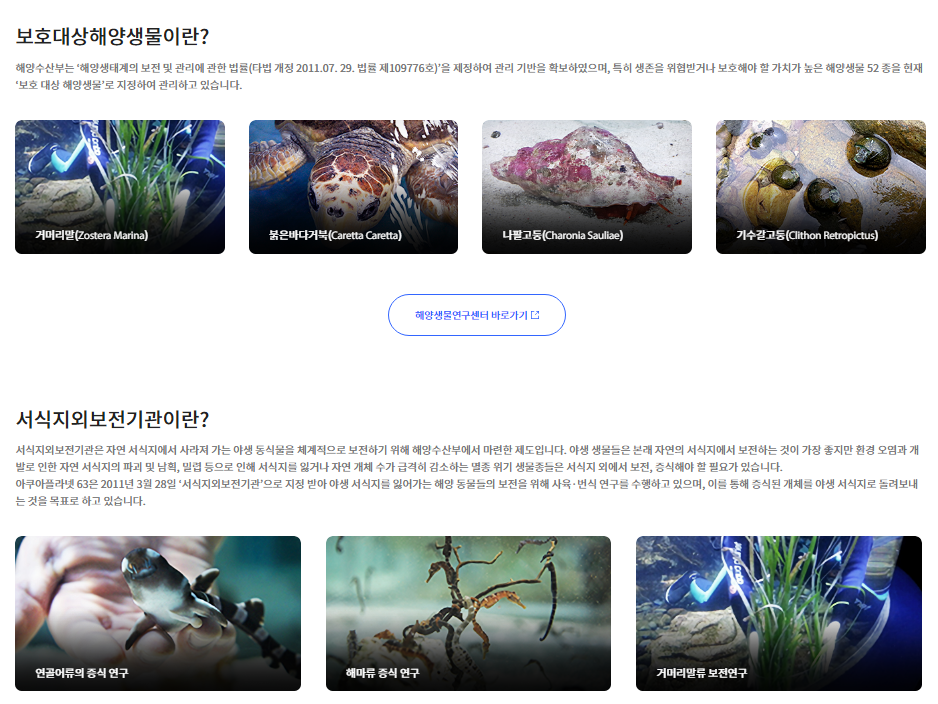 보호대상해양생물이란?
해양수산부는 ‘해양생태계의 보전 및 관리에 관한 법률(타법 개정 2011.07. 29. 법률 제109776호)’을 제정하여 관리 기반을 확보하였으며, 특히 생존을 위협받거나 보호해야 할 가치가 높은 해양생물 52 종을 현재
‘보호 대상 해양생물’로 지정하여 관리하고 있습니다.
거머리말(Zostera Marina)
붉은바다거북(Caretta Caretta)
나팔고둥(Charonia Sauliae)
기수갈고둥(Clithon Retropictus)
해양생물연구센터 바로가기
서식지외보전기관이란?
서식지외보전기관은 자연 서식지에서 사라져 가는 야생 동식물을 체계적으로 보전하기 위해 해양수산부에서 마련한 제도입니다. 야생 생물들은 본래 자연의 서식지에서 보전하는 것이 가장 좋지만 환경 오염과 개
발로 인한 자연 서식지의 파괴 및 남획, 밀렵 등으로 인해 서식지를 잃거나 자연 개체 수가 급격히 감소하는 멸종 위기 생물종들은 서식지 외에서 보전, 증식해야 할 필요가 있습니다.
아쿠아플라넷 63은 2011년 3월 28일 ‘서식지외보전기관’으로 지정 받아 야생 서식지를 잃어가는 해양 동물들의 보전을 위해 사육·번식 연구를 수행하고 있으며, 이를 통해 증식된 개체를 야생 서식지로 돌려보내
는 것을 목표로 하고 있습니다.
연골어류의 증식 연구
해마류 증식 연구
거머리말류 보전연구